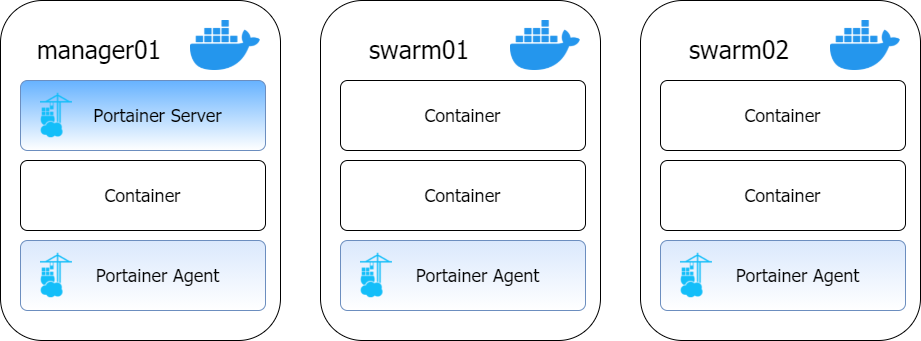 manager01
Portainer Server
Container
Portainer Agent
swarm01
Container
Container
Portainer Agent
swarm02
Container
Container
Portainer Agent